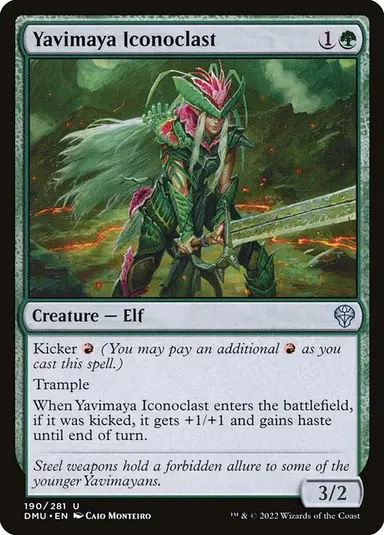 Yavimaya Iconoclast 1
Creature — Elf
Kicker (You may pay an additional as you
cast this spell.)
Trample
When Yavimaya Iconoclast enters the battlefield,
if it was kicked, it gets +1/+1 and gains haste
until end of turn.
Steel weapons hold a forbidden allure to some of the
younger Yavimayans.
3/2
190/281 U
DMU • EN Caio Monteiro ™ & © 2022 Wizards of the Coast